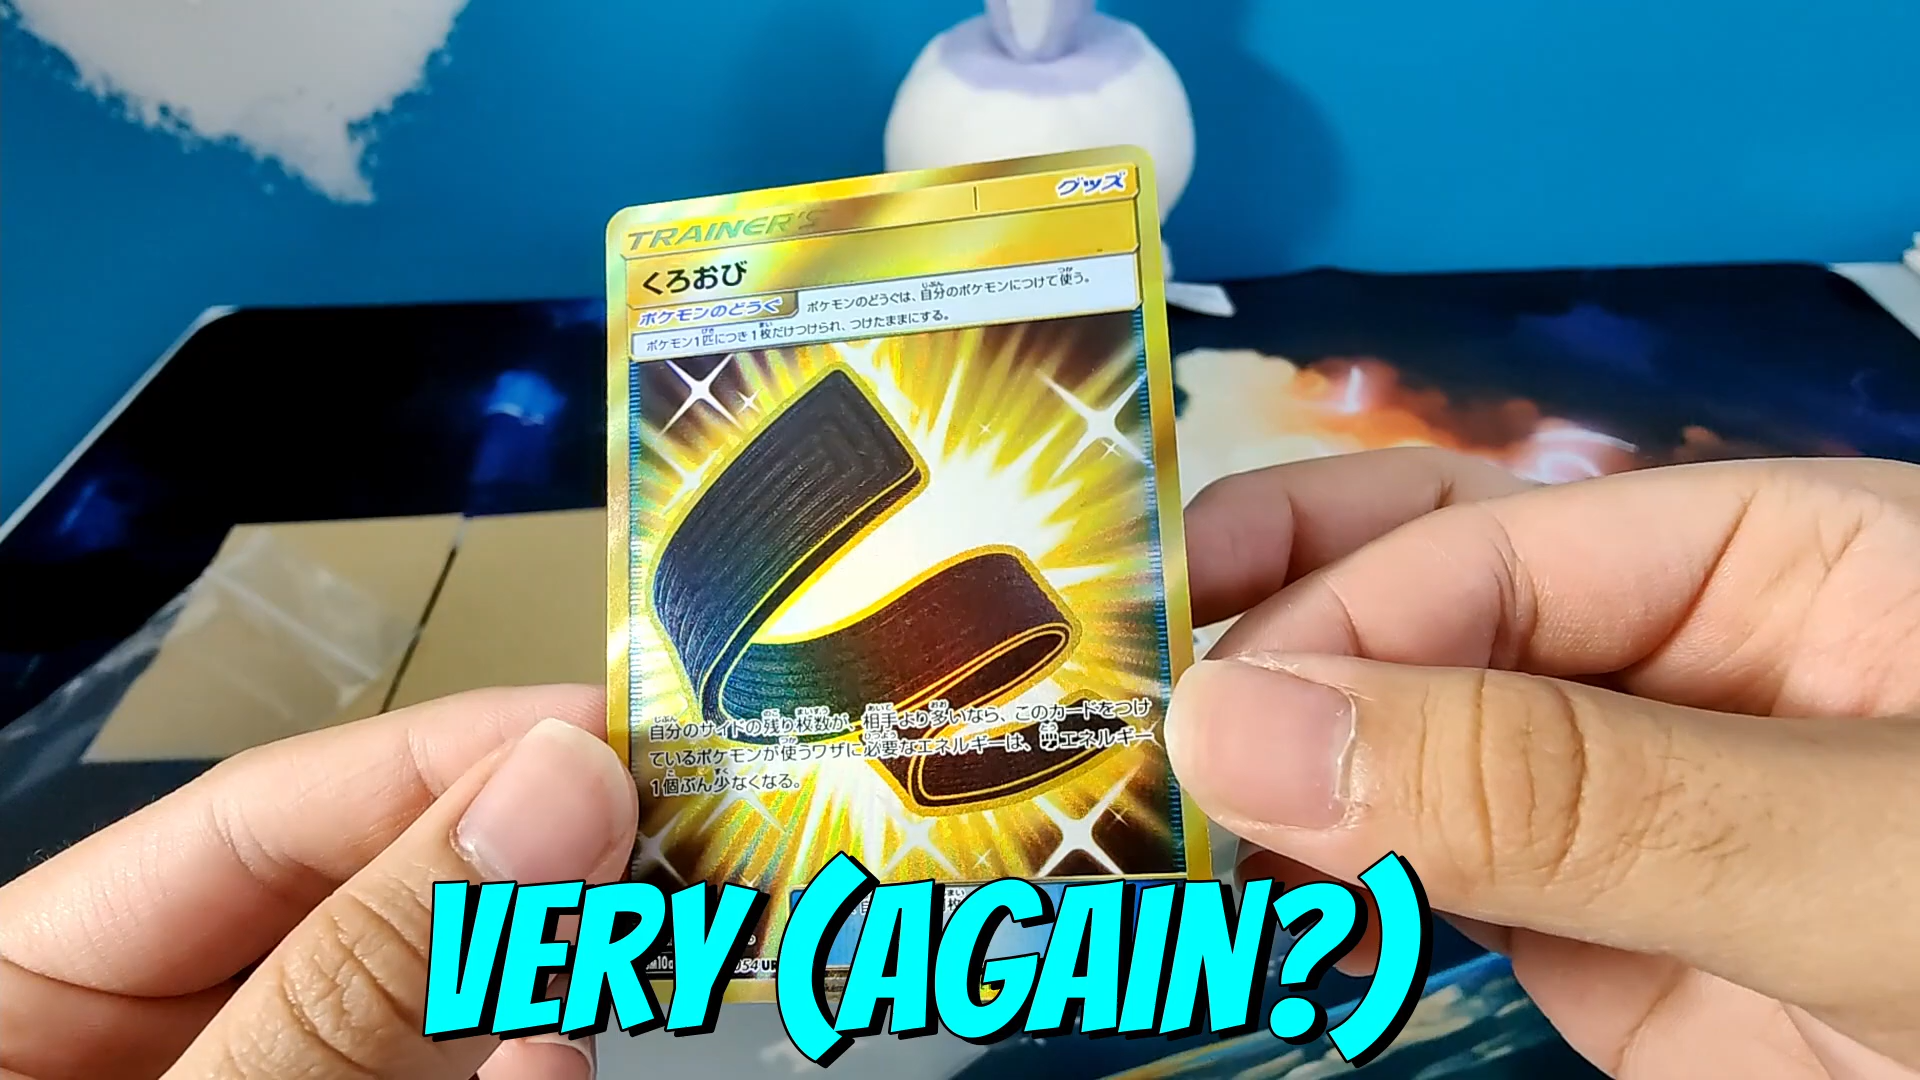 TRAINER'S
グッズ
くろおび
ポケモンのどうぐ
ポケモンのどうぐは、自分のポケモンにつけて使う。
ポケモン1匹につき1枚だけつけられ、つけたままにする。
自分のサイドの残り枚数が、相手より多いなら、このカードをつけ
ているポケモンが使うワザに必要なエネルギーは、エネルギー
1個ぶん少なくなる。
054 UR
VERY (AGAIN?)